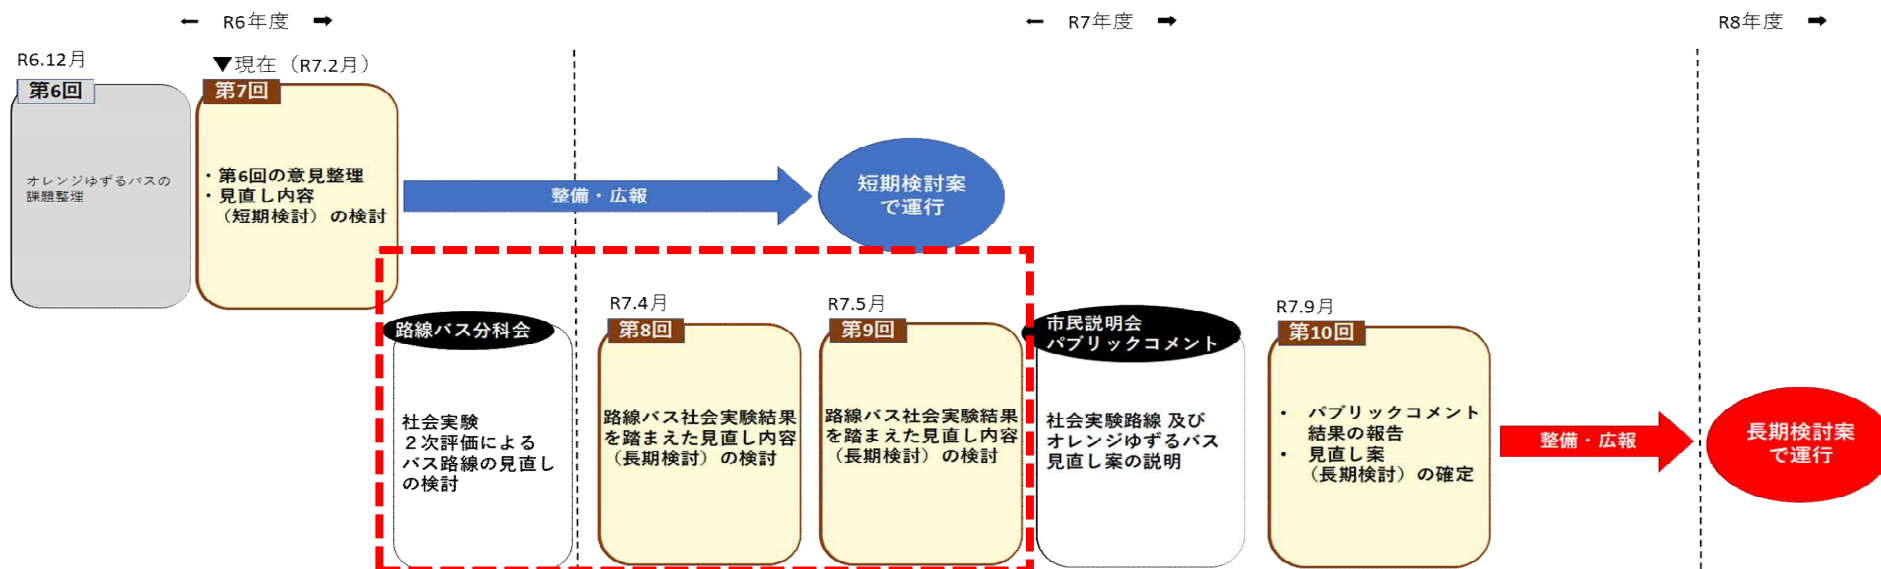 ← R6年度 →
← R7年度 →
R8年度 →
R6.12月
▼現在（R7.2月）
第6回
第7回
オレンジゆずるバスの
課題整理
・第6回の意見整理
・見直し内容
（短期検討）の検討
整備・広報
短期検討案
で運行
路線バス分科会
社会実験
２次評価による
バス路線の見直し
の検討
R7.4月
第8回
路線バス社会実験結果
を踏まえた見直し内容
（長期検討）の検討
R7.5月
第9回
路線バス社会実験結果
を踏まえた見直し内容
（長期検討）の検討
市民説明会
パブリックコメント
社会実験路線 及び
オレンジゆずるバス
見直し案の説明
R7.9月
第10回
・ パブリックコメント
結果の報告
・ 見直し案
（長期検討）の確定
整備・広報
長期検討案
で運行